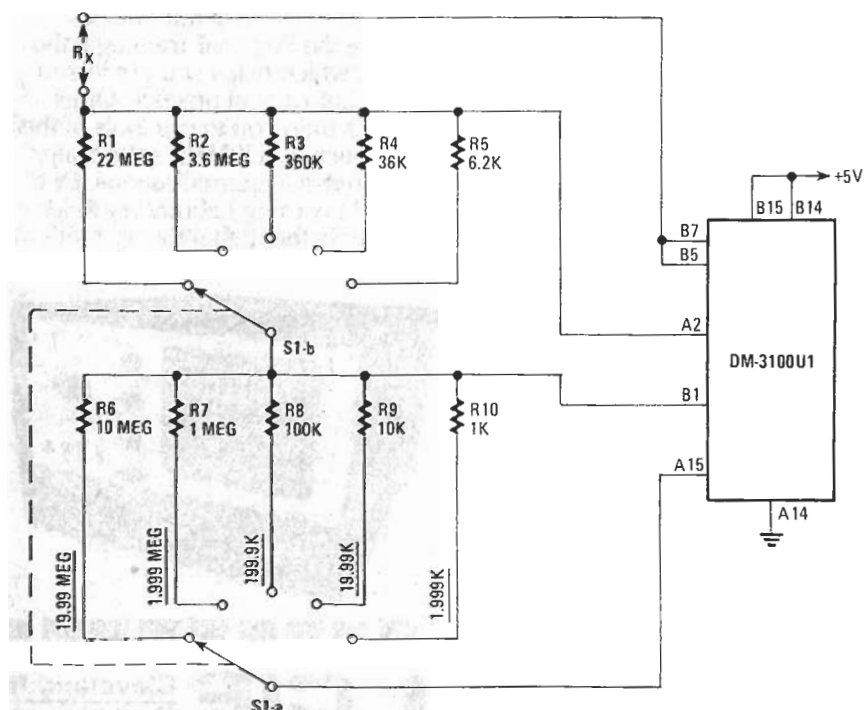 RX
R1
22 MEG
R2
3.6 MEG
R3
360K
R4
36K
R5
6.2K
+5V
B15
B14
B7
B5
A2
DM-3100U1
B1
A15
A14
S1-b
R6
10 MEG
R7
1 MEG
R8
100K
R9
10K
R10
1K
19.99 MEG
1.999 MEG
199.9K
19.99K
1.999K
S1-a